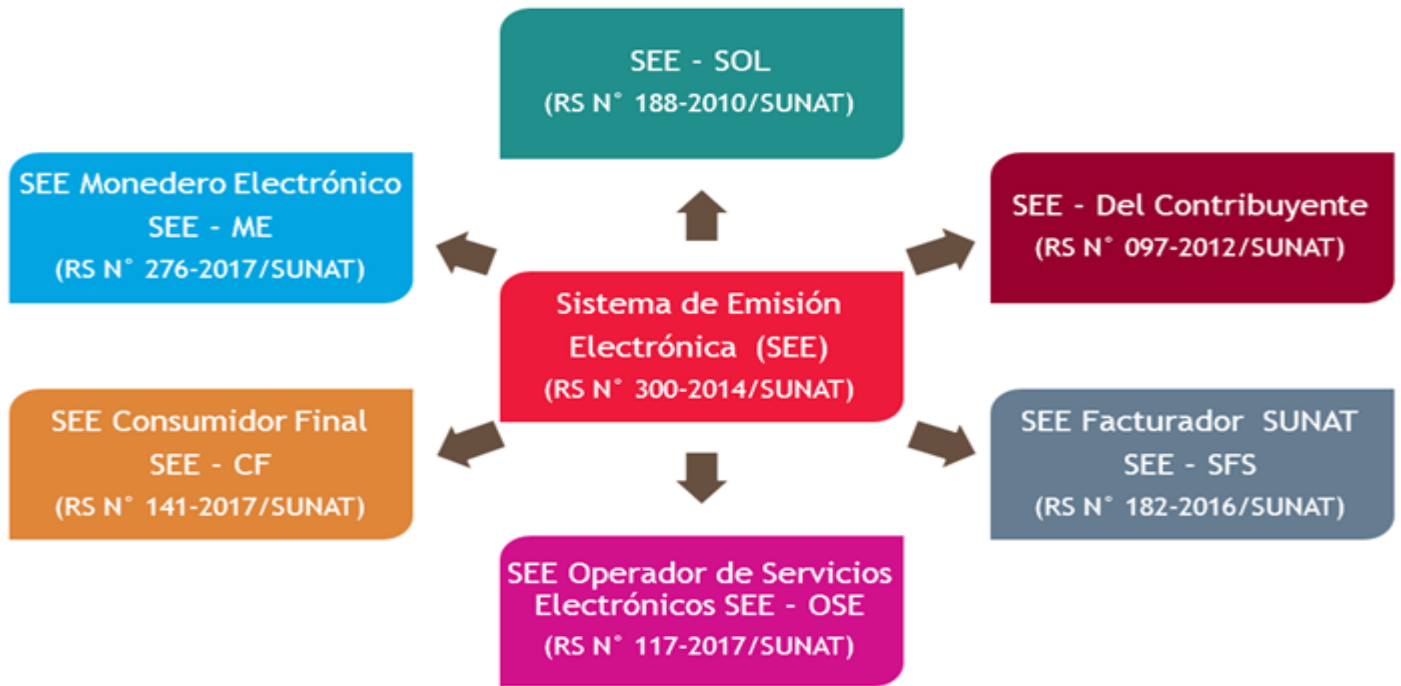 SEE - SOL
(RS N° 188-2010/SUNAT)
SEE Monedero Electrónico
SEE - ME
(RS N° 276-2017/SUNAT)
SEE - Del Contribuyente
(RS N° 097-2012/SUNAT)
Sistema de Emisión
Electrónica (SEE)
(RS N° 300-2014/SUNAT)
SEE Consumidor Final
SEE - CF
(RS N° 141-2017/SUNAT)
SEE Facturador SUNAT
SEE - SFS
(RS N° 182-2016/SUNAT)
SEE Operador de Servicios
Electrónicos SEE - OSE
(RS N° 117-2017/SUNAT)